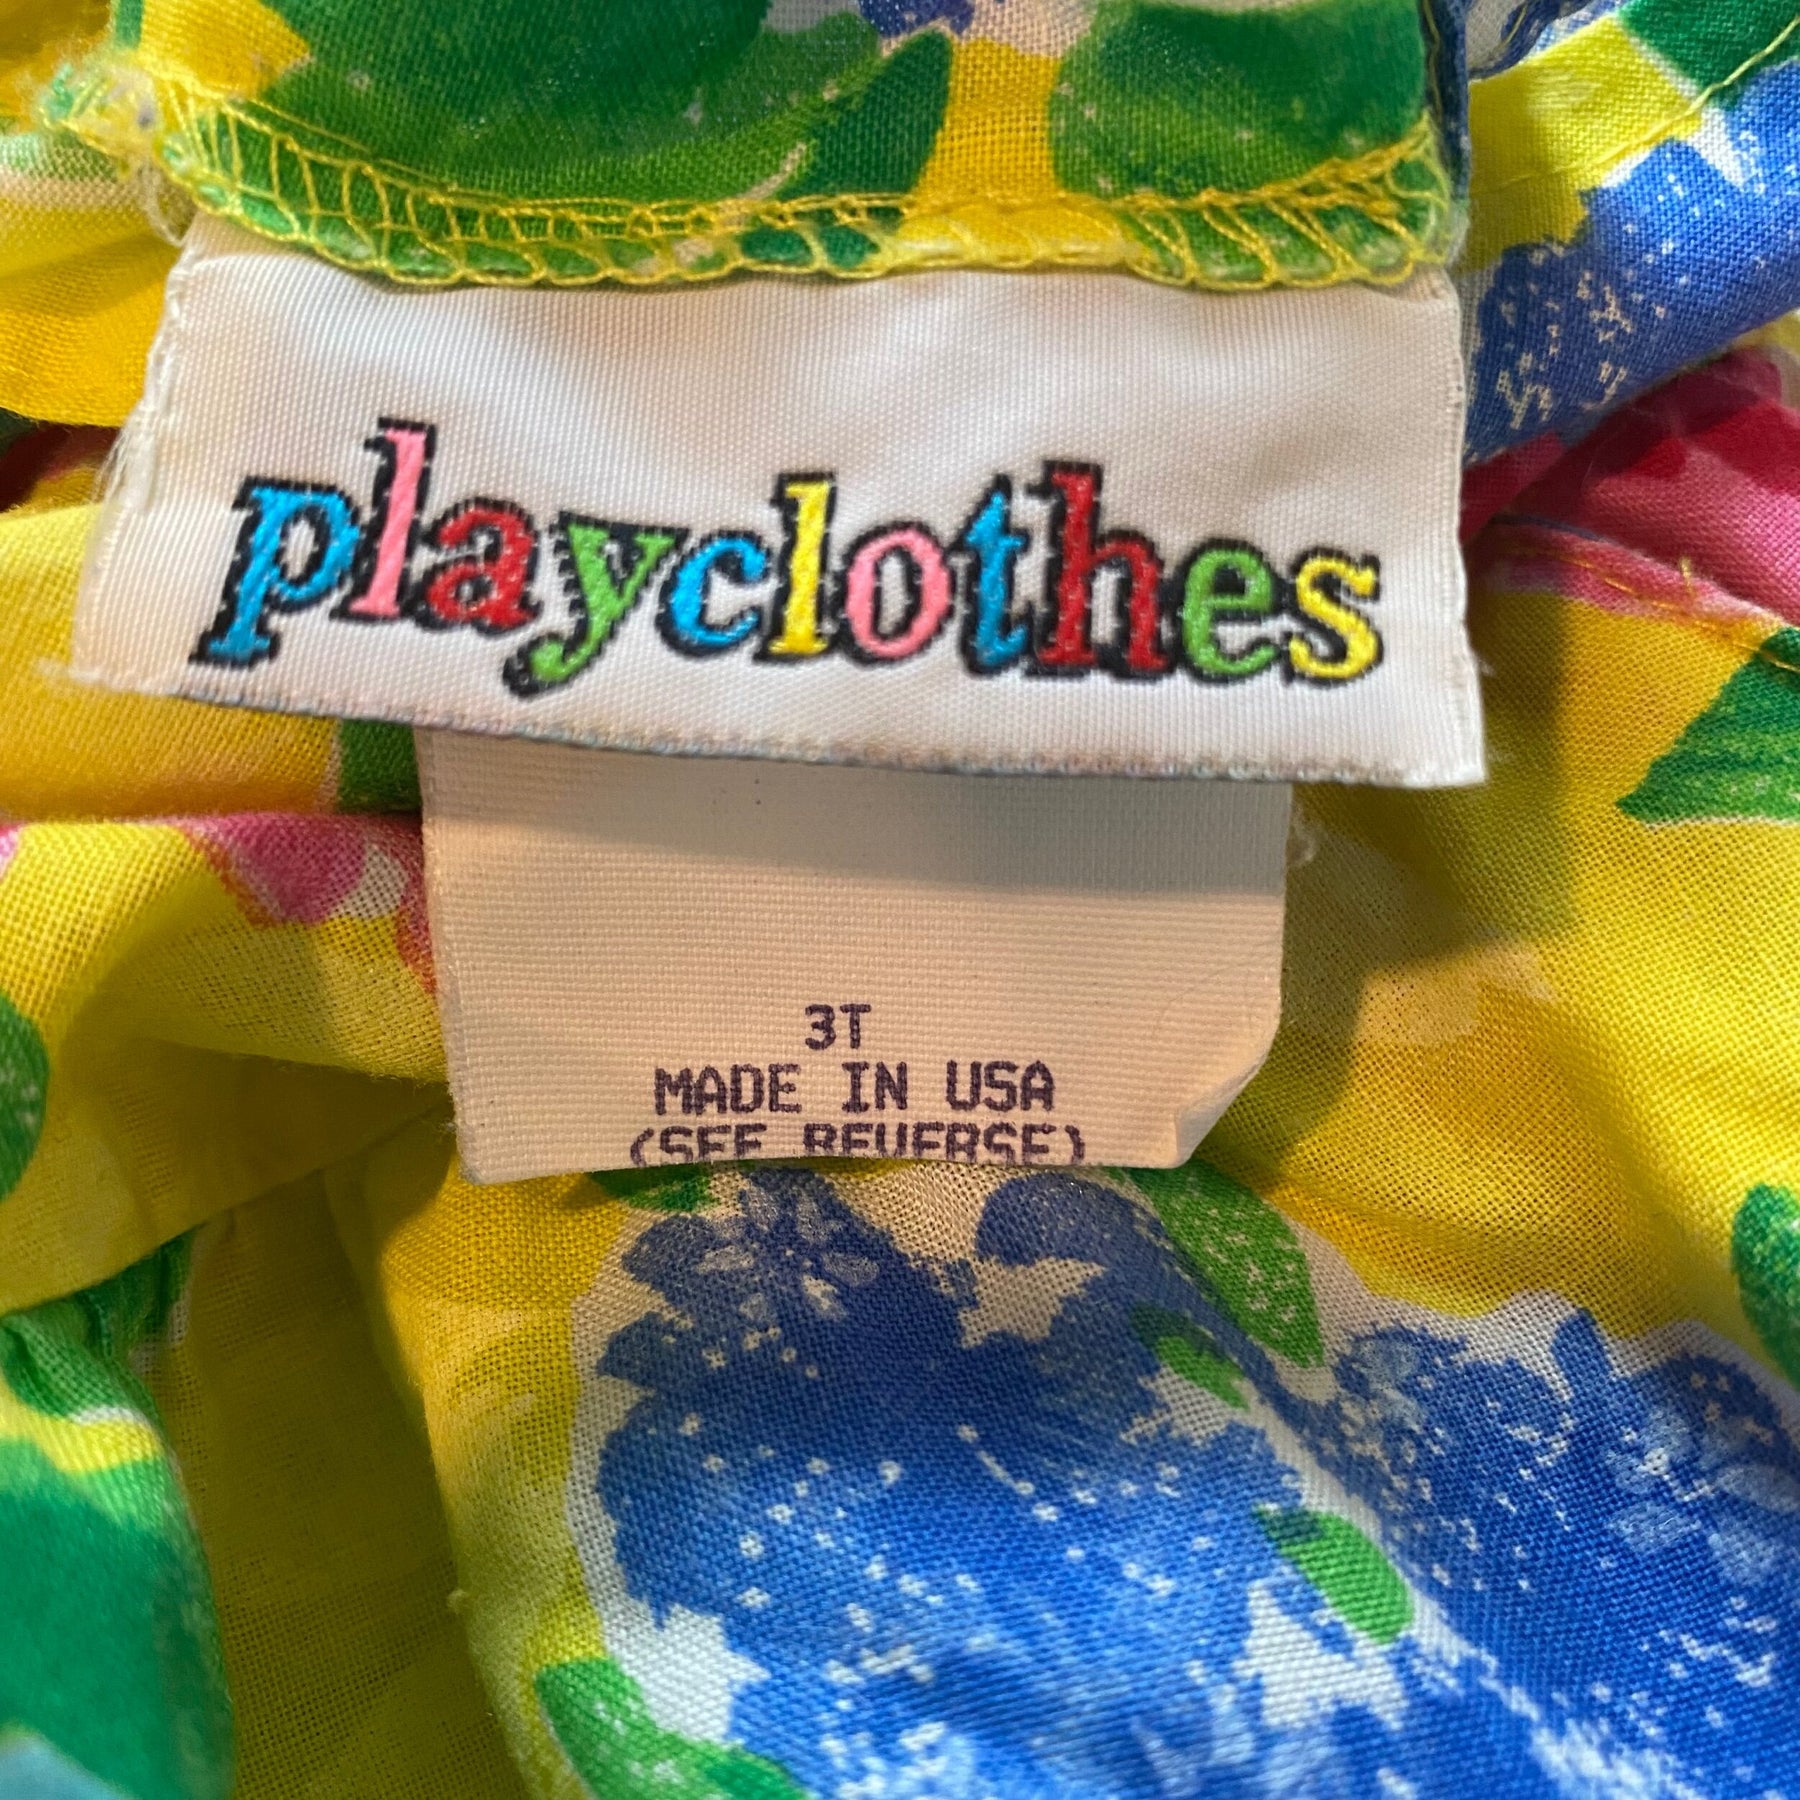 playclothes
3T
MADE IN USA
(SEE REVERSE)